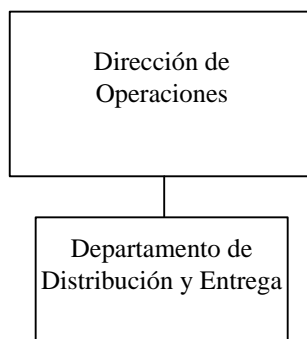 Dirección de
Operaciones
Departamento de
Distribución y Entrega